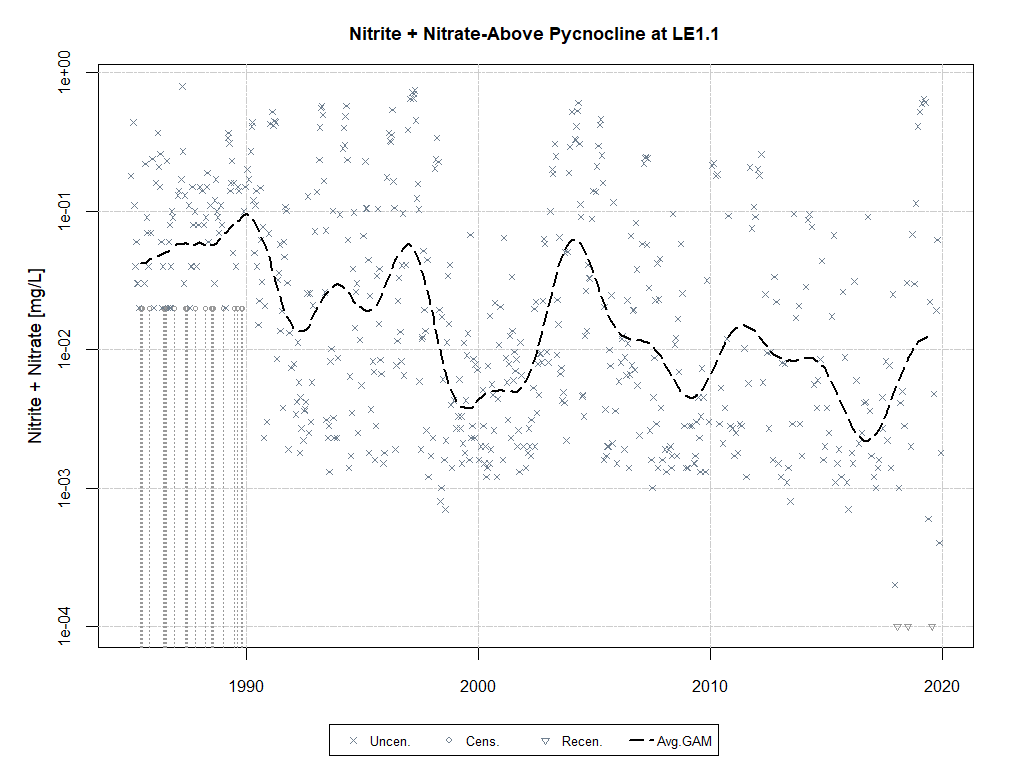 Nitrite + Nitrate-Above Pycnocline at LE1.1
Nitrite + Nitrate [mg/L]
1e+00
1e-01
1e-02
1e-03
1e-04
1990
2000
2010
2020
Uncen.
Cens.
Recen.
Avg.GAM